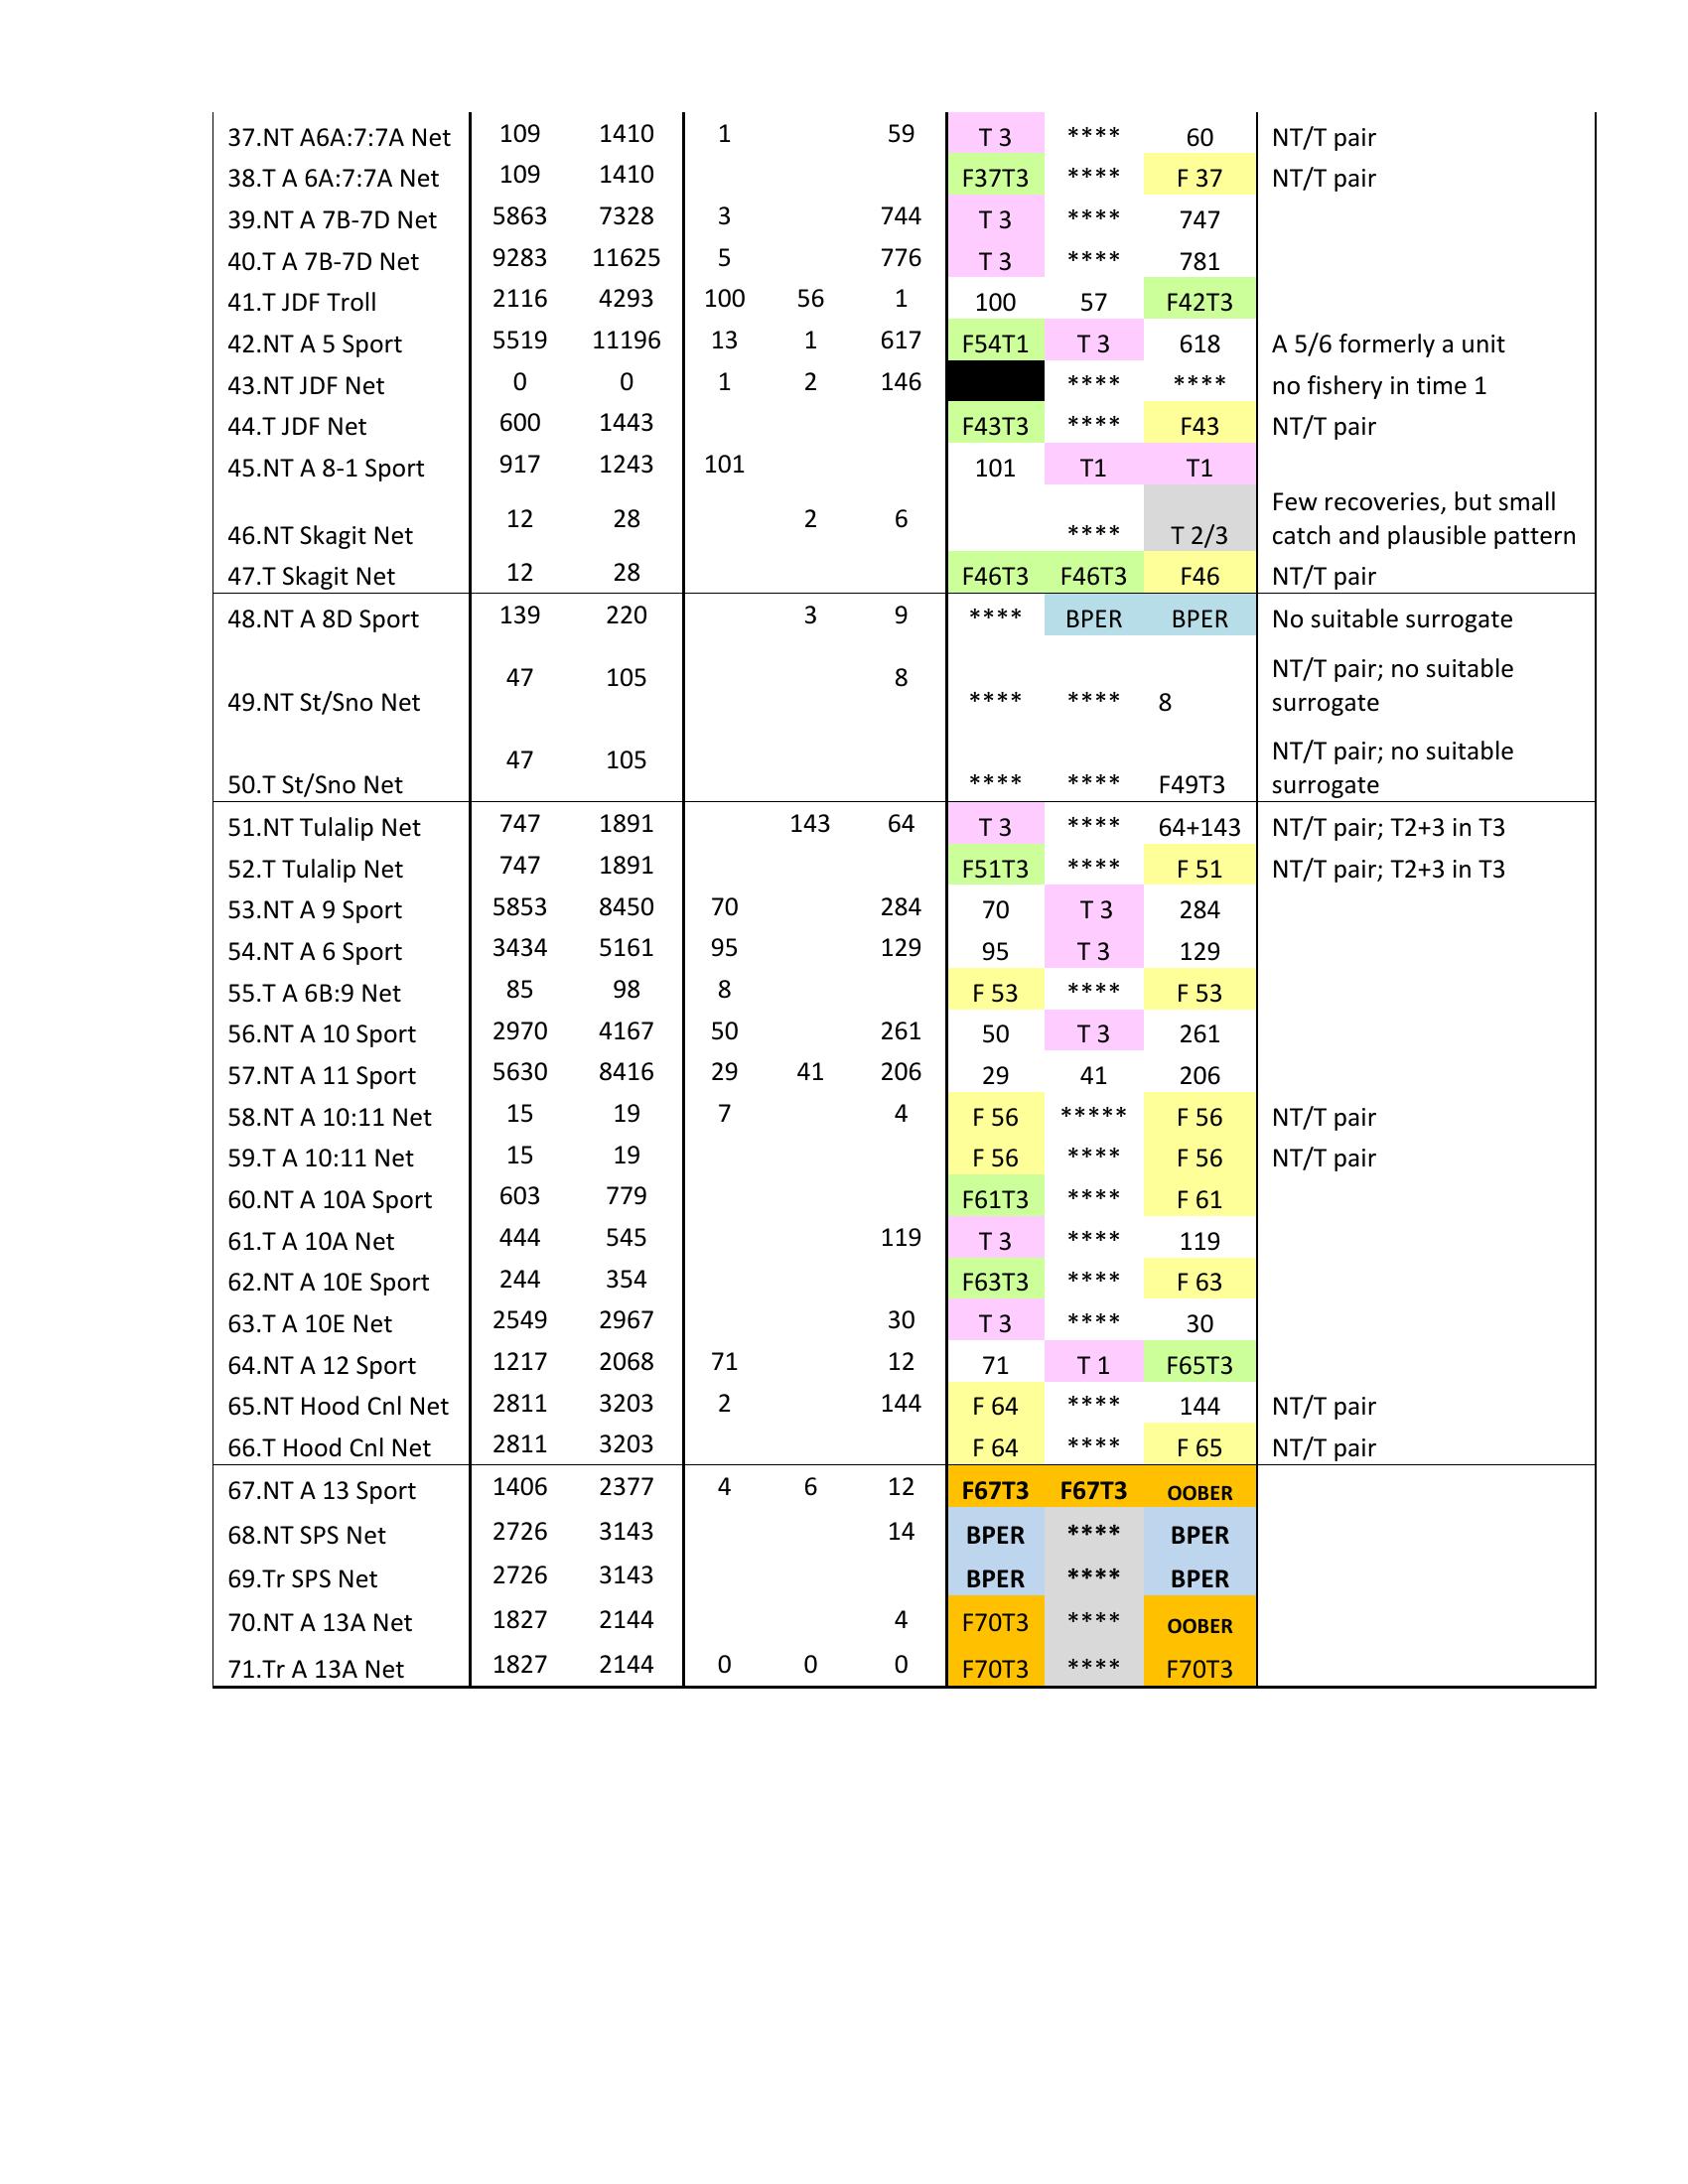 37.NT A6A:7:7A Net 109 1410 1 59 T 3 **** 60 NT/T pair
38.T A 6A:7:7A Net 109 1410 F37T3 **** F 37 NT/T pair
39.NT A 7B-7D Net 5863 7328 3 744 T 3 **** 747
40.T A 7B-7D Net 9283 11625 5 776 T 3 **** 781
41.T JDF Troll 2116 4293 100 56 1 100 57 F42T3
42.NT A 5 Sport 5519 11196 13 1 617 F54T1 T 3 618 A 5/6 formerly a unit
43.NT JDF Net 0 0 1 2 146 **** **** no fishery in time 1
44.T JDF Net 600 1443 F43T3 **** F43 NT/T pair
45.NT A 8-1 Sport 917 1243 101 101 T1 T1
Few recoveries, but small
46.NT Skagit Net 12 28 2 6 **** T 2/3 catch and plausible pattern
47.T Skagit Net 12 28 F46T3 F46T3 F46 NT/T pair
48.NT A 8D Sport 139 220 3 9 **** BPER BPER No suitable surrogate
NT/T pair; no suitable
49.NT St/Sno Net 47 105 8 **** **** 8 surrogate
NT/T pair; no suitable
50.T St/Sno Net 47 105 **** **** F49T3 surrogate
51.NT Tulalip Net 747 1891 143 64 T 3 **** 64+143 NT/T pair; T2+3 in T3
52.T Tulalip Net 747 1891 F51T3 **** F 51 NT/T pair; T2+3 in T3
53.NT A 9 Sport 5853 8450 70 284 70 T 3 284
54.NT A 6 Sport 3434 5161 95 129 95 T 3 129
55.T A 6B:9 Net 85 98 8 F 53 **** F 53
56.NT A 10 Sport 2970 4167 50 261 50 T 3 261
57.NT A 11 Sport 5630 8416 29 41 206 29 41 206
58.NT A 10:11 Net 15 19 7 4 F 56 ***** F 56 NT/T pair
59.T A 10:11 Net 15 19 F 56 **** F 56 NT/T pair
60.NT A 10A Sport 603 779 F61T3 **** F 61
61.T A 10A Net 444 545 119 T 3 **** 119
62.NT A 10E Sport 244 354 F63T3 **** F 63
63.T A 10E Net 2549 2967 30 T 3 **** 30
64.NT A 12 Sport 1217 2068 71 12 71 T 1 F65T3
65.NT Hood Cnl Net 2811 3203 2 144 F 64 **** 144 NT/T pair
66.T Hood Cnl Net 2811 3203 F 64 **** F 65 NT/T pair
67.NT A 13 Sport 1406 2377 4 6 12 F67T3 F67T3 OOBER
68.NT SPS Net 2726 3143 14 BPER **** BPER
69.Tr SPS Net 2726 3143 BPER **** BPER
70.NT A 13A Net 1827 2144 4 F70T3 **** OOBER
71.Tr A 13A Net 1827 2144 0 0 0 F70T3 **** F70T3